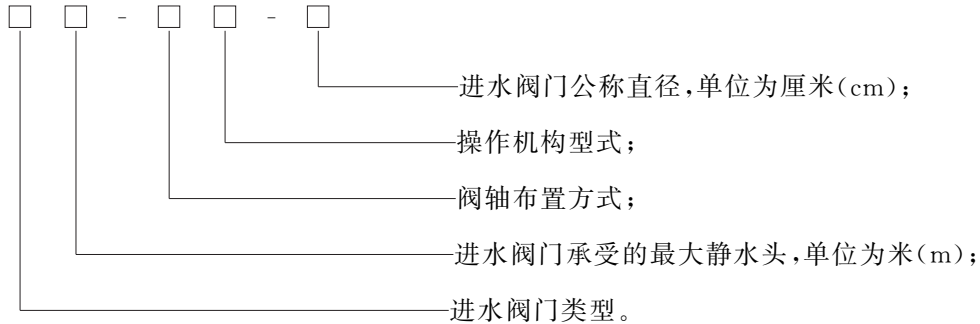 □ □ - □ □ - □
进水阀门公称直径,单位为厘米(cm);
操作机构型式;
阀轴布置方式;
进水阀门承受的最大静水头,单位为米(m);
进水阀门类型。